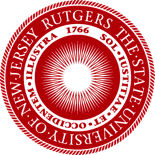 RUTGERS THE STATE UNIVERSITY OF NEW JERSEY
SOL IUSTITIAE ET OCCIDENTEM ILLUSTRA
1766